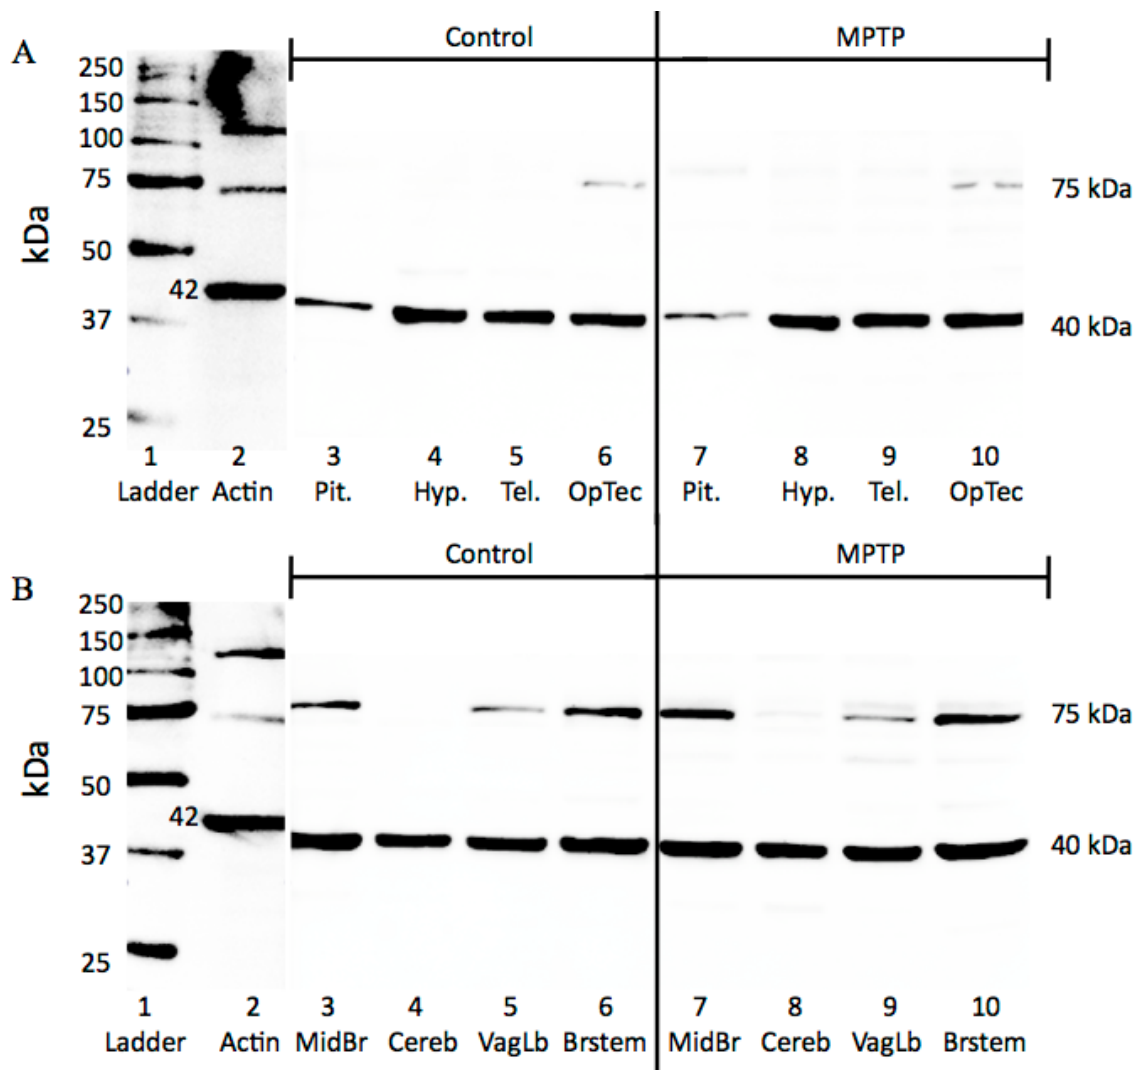 A
Control MPTP
250
150
100
75 75 kDa
kDa
50
42
37 40 kDa
25
1 2 3 4 5 6 7 8 9 10
Ladder Actin Pit. Hyp. Tel. OpTec Pit. Hyp. Tel. OpTec
Control MPTP
B
250
150
100
75 75 kDa
kDa
50
42
37 40 kDa
25
1 2 3 4 5 6 7 8 9 10
Ladder Actin MidBr Cereb VagLb Brstem MidBr Cereb VagLb Brstem